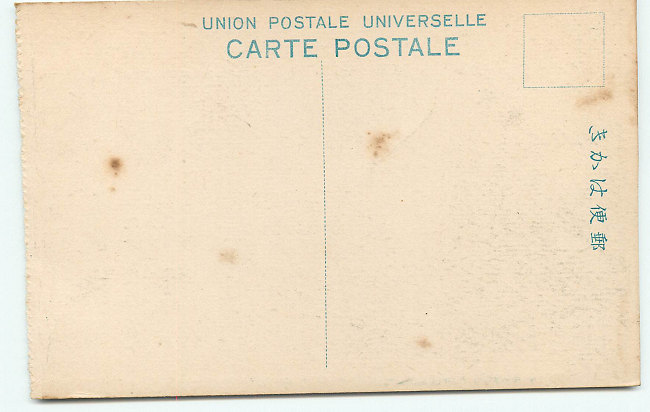 UNION POSTALE UNIVERSELLE
CARTE POSTALE
郵便はかき